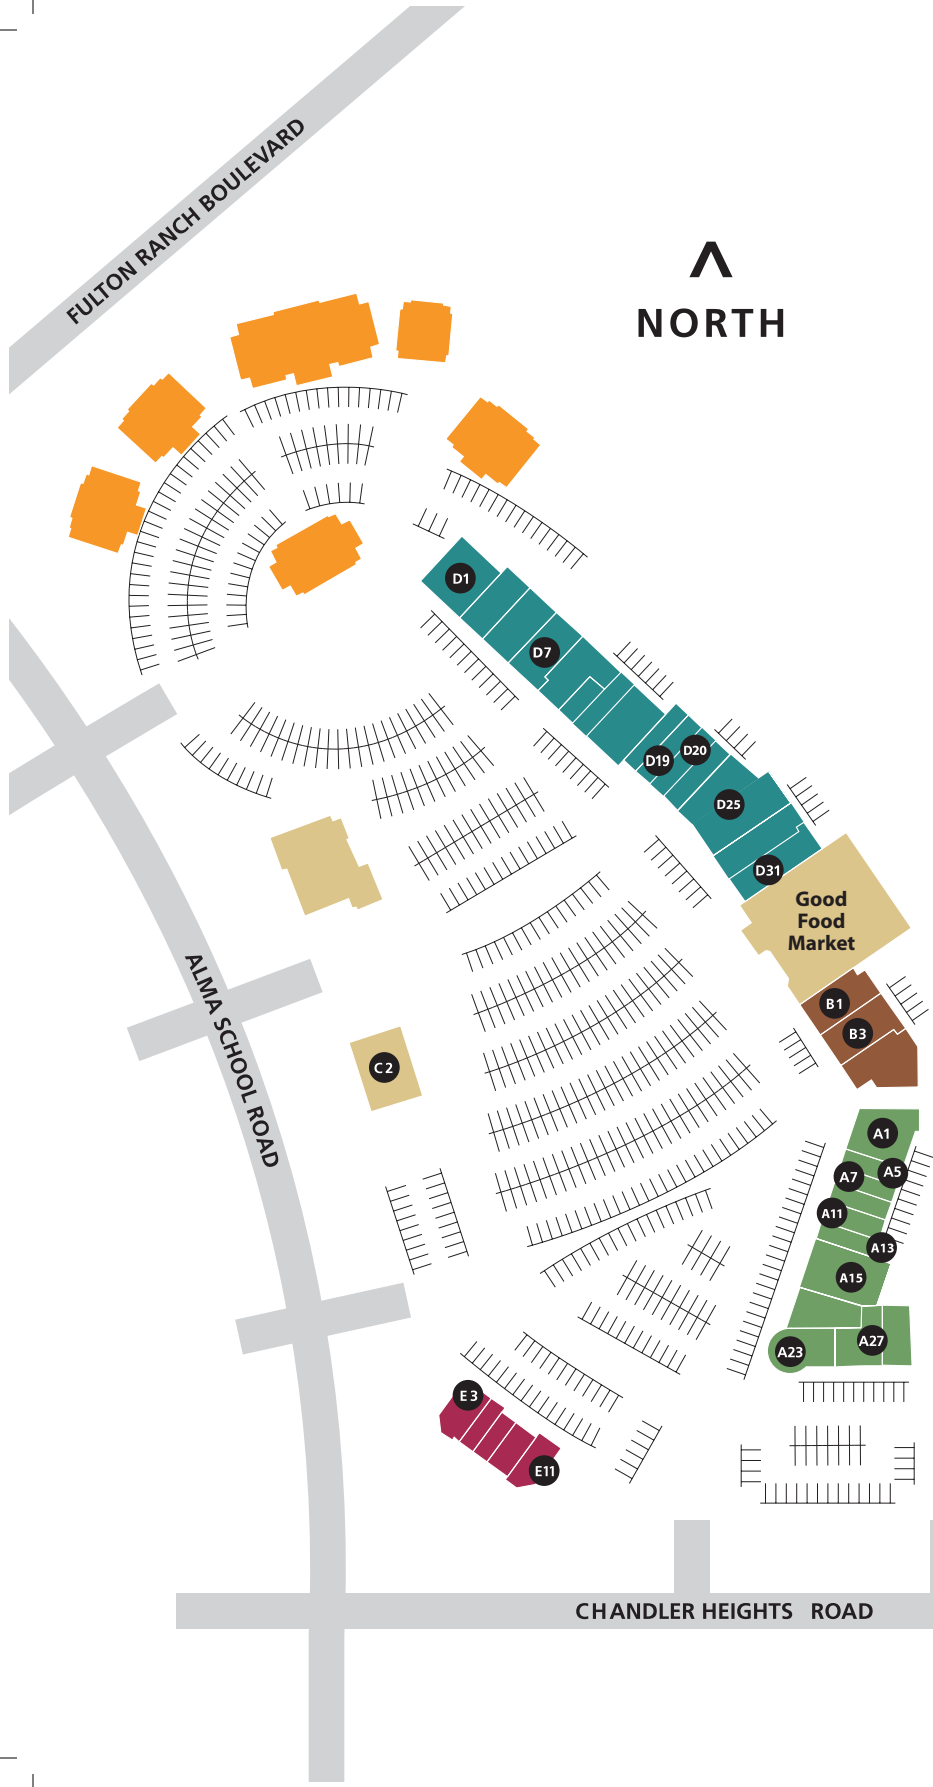 FULTON RANCH BOULEVARD
NORTH
D1
D7
D19
D20
D25
D31
Good
Food
Market
B1
B3
ALMA SCHOOL ROAD
C2
A1
A5
A7
A11
A13
A15
A27
A23
E3
E11
CHANDLER HEIGHTS ROAD